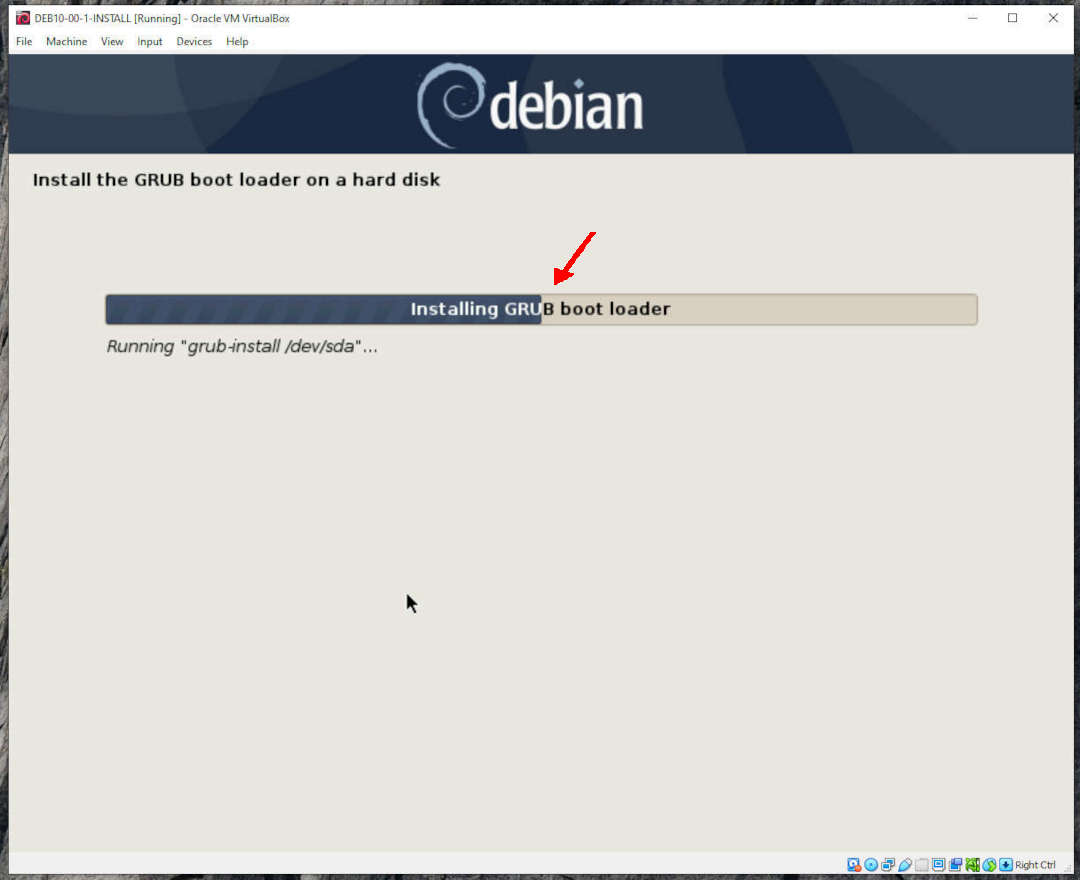 DEB10-00-1-INSTALL [Running] - Oracle VM VirtualBox
File Machine View Input Devices Help
debian
Install the GRUB boot loader on a hard disk
Installing GRUB boot loader
Running "grub-install /dev/sda"...
Right Ctrl